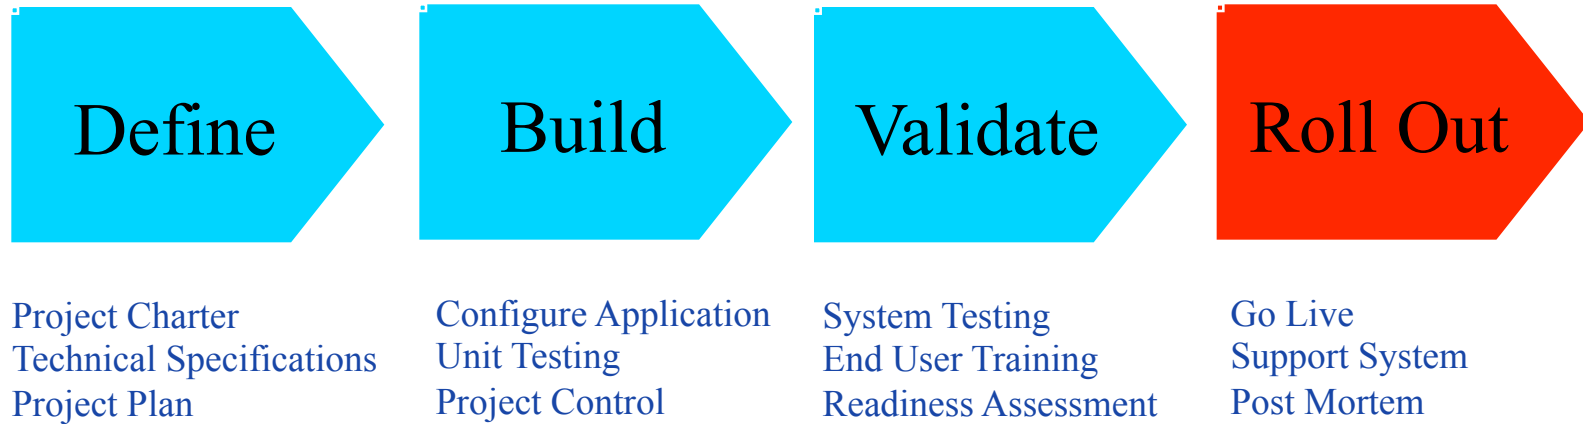 Define
Build
Validate
Roll Out
Project Charter
Technical Specifications
Project Plan
Configure Application
Unit Testing
Project Control
System Testing
End User Training
Readiness Assessment
Go Live
Support System
Post Mortem